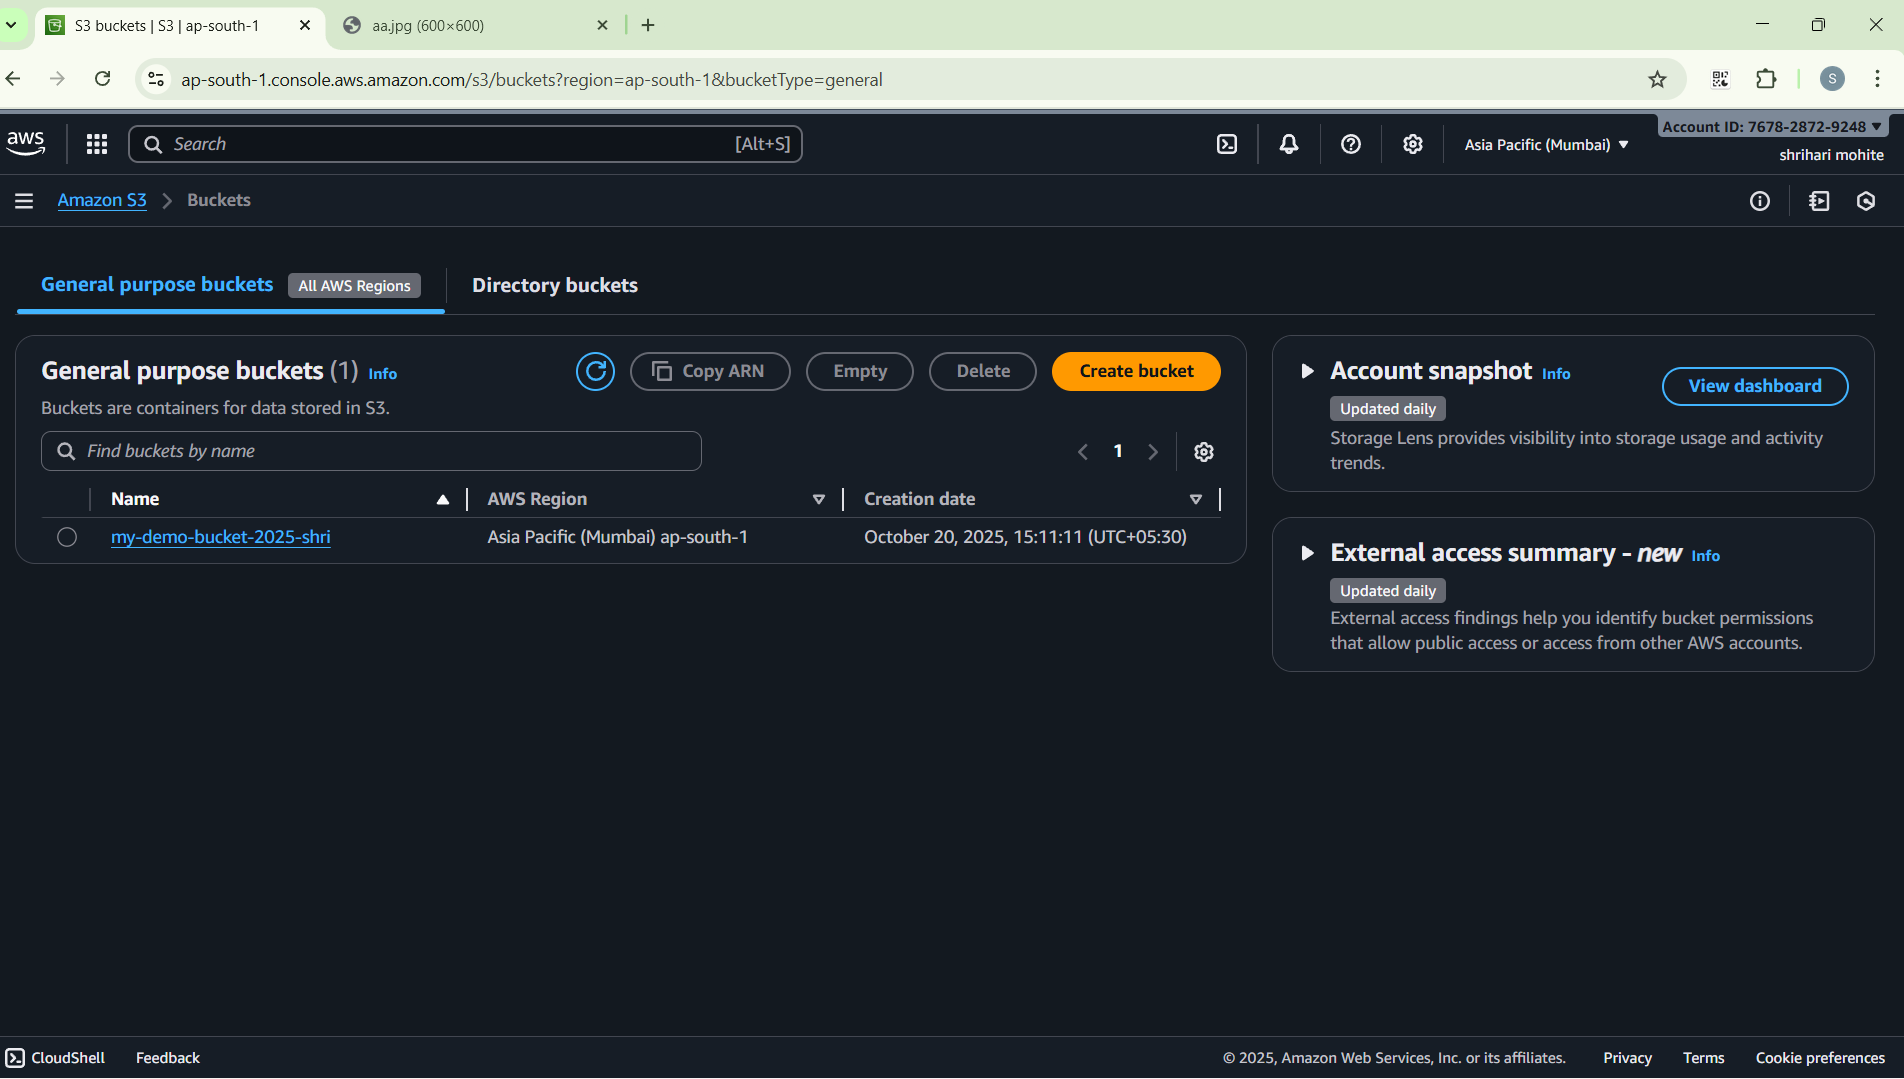 S3 buckets | S3 | ap-south-1
aa.jpg (600×600)
ap-south-1.console.aws.amazon.com/s3/buckets?region=ap-south-1&bucketType=general
S
aws
Search
[Alt+S]
Asia Pacific (Mumbai)
Account ID: 7678-2872-9248
shrihari mohite
Amazon S3
Buckets
General purpose buckets
All AWS Regions
Directory buckets
General purpose buckets (1) Info
Copy ARN
Empty
Delete
Create bucket
Buckets are containers for data stored in S3.
Find buckets by name
1
Name
AWS Region
Creation date
my-demo-bucket-2025-shri
Asia Pacific (Mumbai) ap-south-1
October 20, 2025, 15:11:11 (UTC+05:30)
Account snapshot Info
View dashboard
Updated daily
Storage Lens provides visibility into storage usage and activity
trends.
External access summary - new Info
Updated daily
External access findings help you identify bucket permissions
that allow public access or access from other AWS accounts.
CloudShell
Feedback
© 2025, Amazon Web Services, Inc. or its affiliates.
Privacy
Terms
Cookie preferences